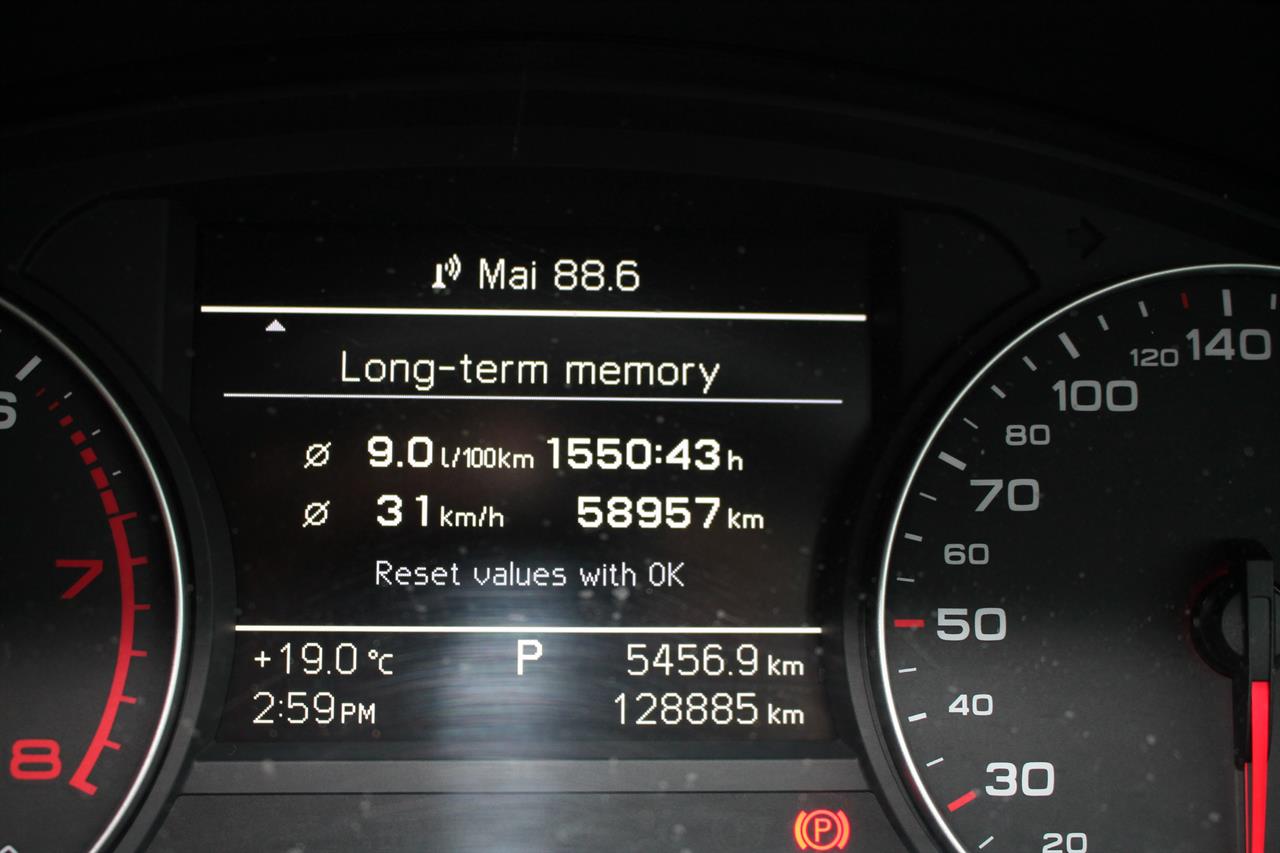 Mai 88.6
Long-term memory
Ø 9.0 l/100km 1550:43 h
Ø 31 km/h 58957 km
Reset values with OK
+19.0 °C P 5456.9 km
2:59 PM 128885 km
6
7
8
140
120
100
80
70
60
50
40
30
20
P